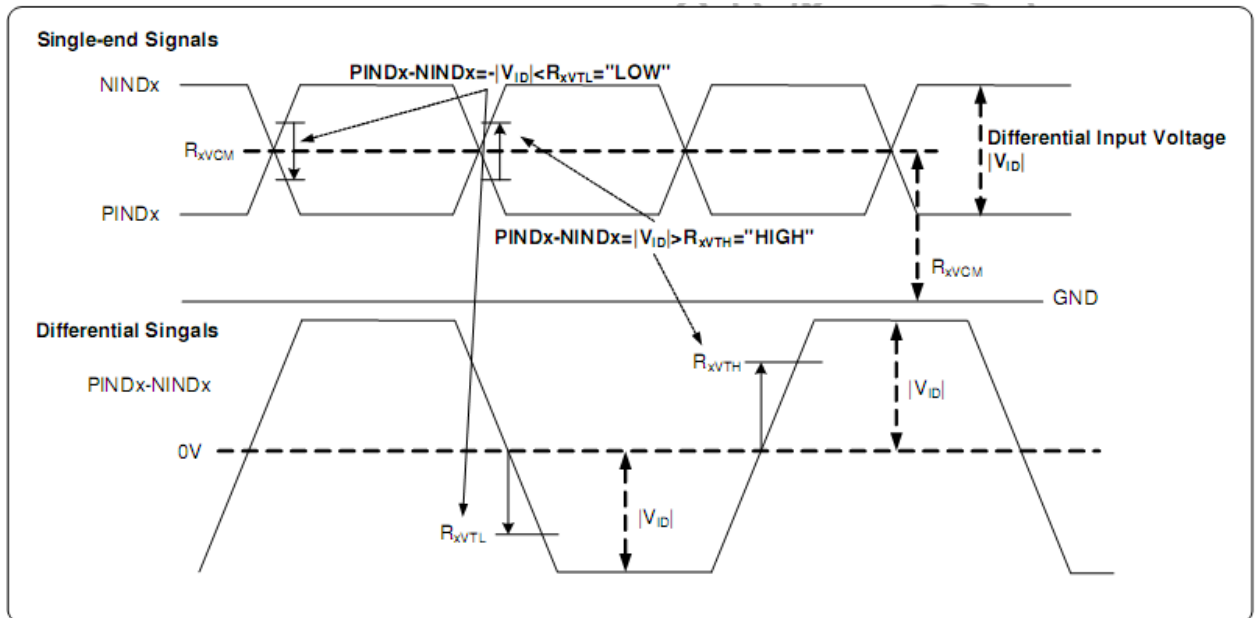 Single-end Signals
PINDx-NINDx=-|VID|<RxVTL="LOW"
NINDx
RxVCM
Differential Input Voltage
|VID|
PINDx
PINDx-NINDx=|VID|>RxVTH="HIGH"
RxVCM
GND
Differential Singals
RxVTH
PINDx-NINDx
|VID|
0V
RxVTL
|VID|